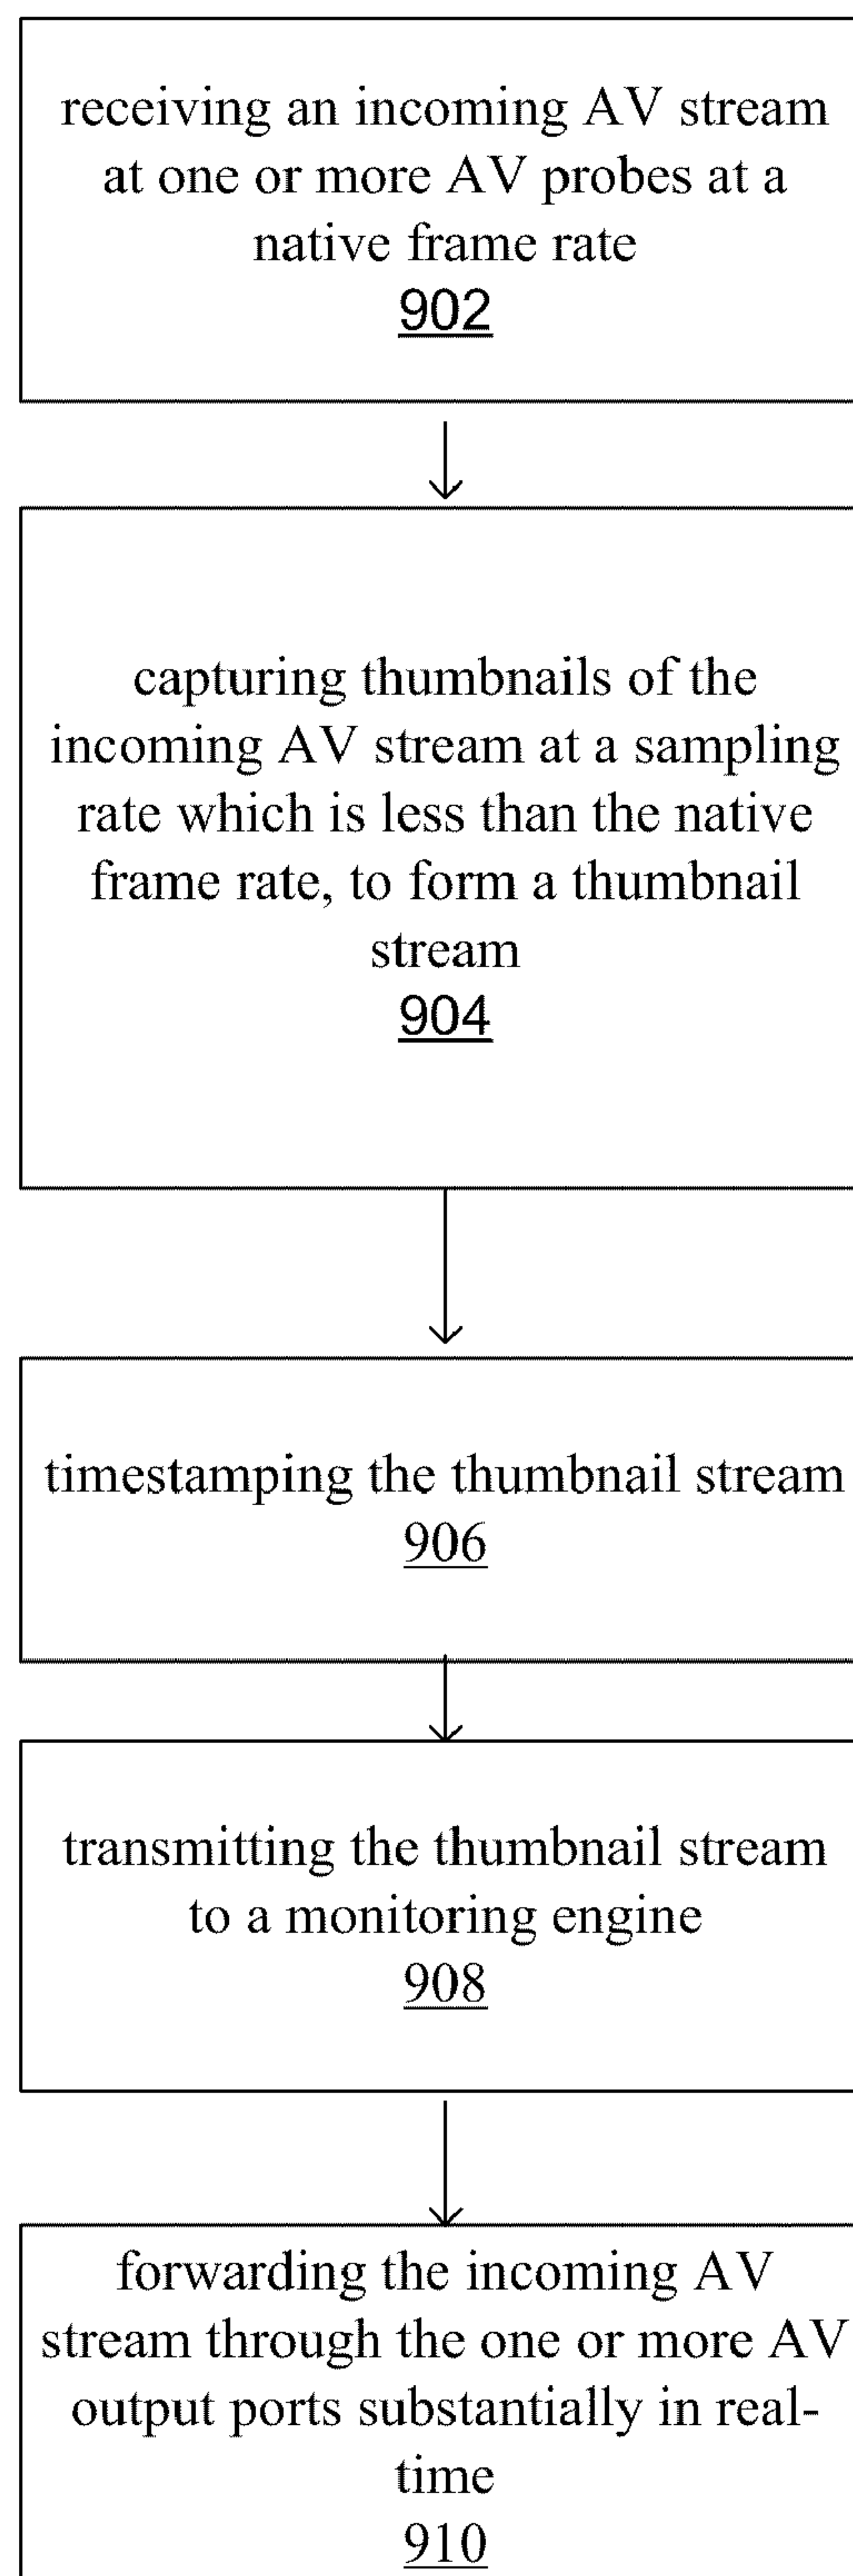 receiving an incoming AV stream
at one or more AV probes at a
native frame rate
902
capturing thumbnails of the
incoming AV stream at a sampling
rate which is less than the native
frame rate, to form a thumbnail
stream
904
timestamping the thumbnail stream
906
transmitting the thumbnail stream
to a monitoring engine
908
forwarding the incoming AV
stream through the one or more AV
output ports substantially in real-
time
910